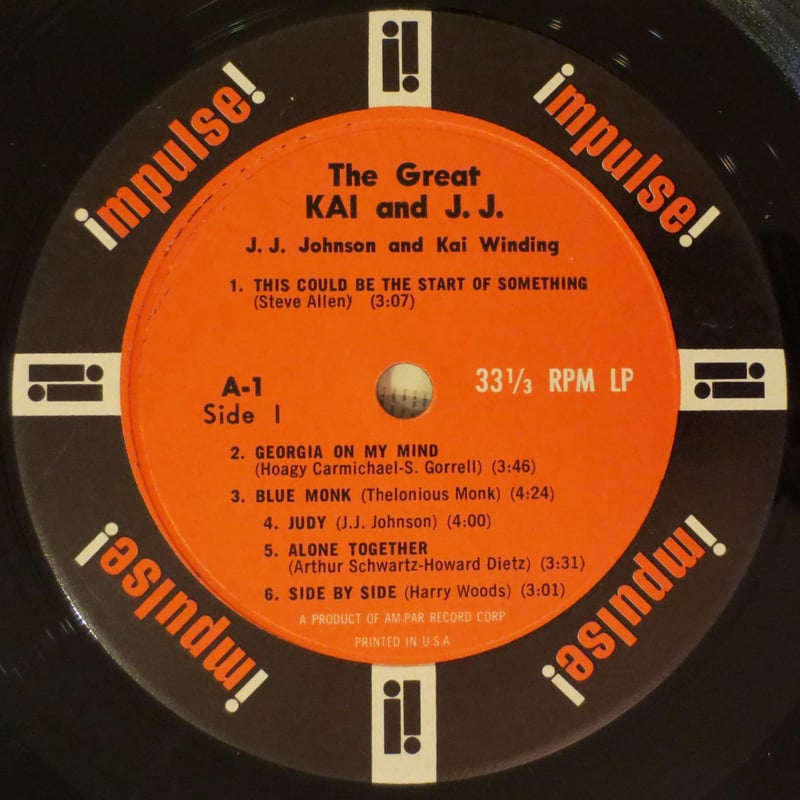 impulse!
impulse!
The Great
KAI and J. J.
J. J. Johnson and Kai Winding
1. THIS COULD BE THE START OF SOMETHING
(Steve Allen) (3:07)
A-1
Side 1
33⅓ RPM LP
2. GEORGIA ON MY MIND
(Hoagy Carmichael-S. Gorrell) (3:46)
3. BLUE MONK (Thelonious Monk) (4:24)
4. JUDY (J.J. Johnson) (4:00)
5. ALONE TOGETHER
(Arthur Schwartz-Howard Dietz) (3:31)
6. SIDE BY SIDE (Harry Woods) (3:01)
A PRODUCT OF AM-PAR RECORD CORP
PRINTED IN U.S.A
impulse!
impulse!